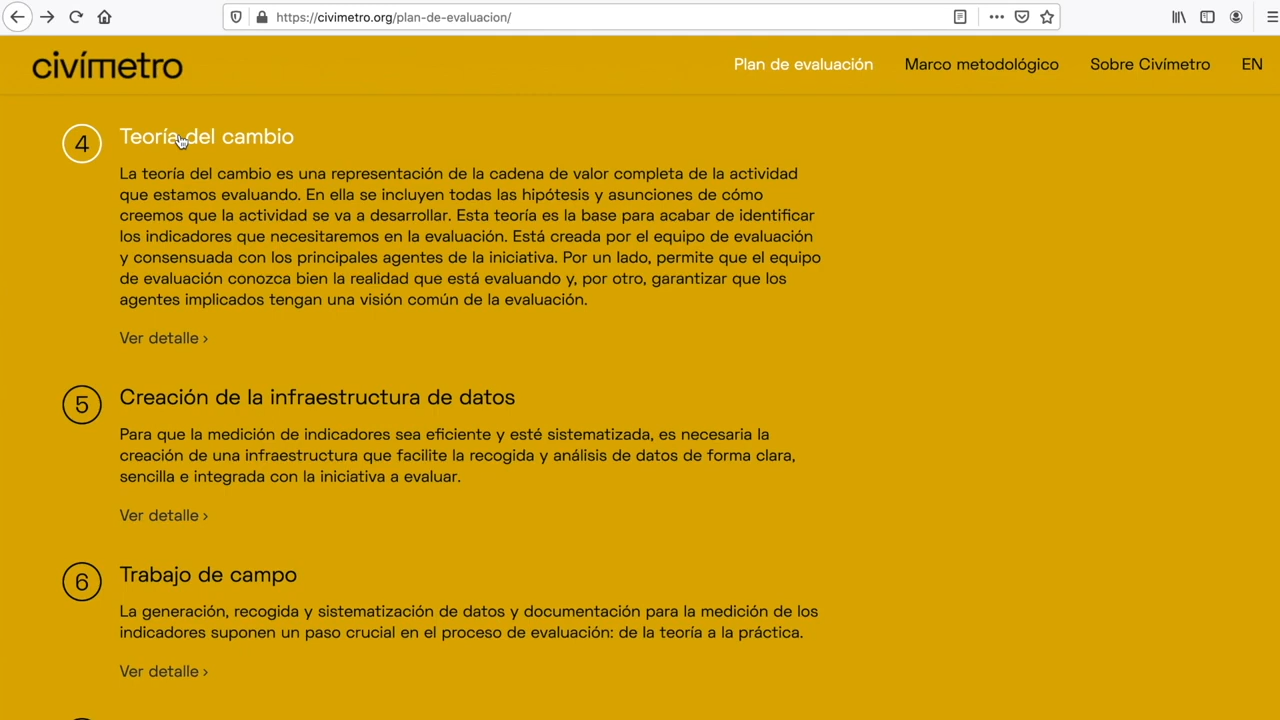 https://civimetro.org/plan-de-evaluacion/
civímetro
Plan de evaluación
Marco metodológico
Sobre Civímetro
EN
4
Teoría del cambio
La teoría del cambio es una representación de la cadena de valor completa de la actividad
que estamos evaluando. En ella se incluyen todas las hipótesis y asunciones de cómo
creemos que la actividad se va a desarrollar. Esta teoría es la base para acabar de identificar
los indicadores que necesitaremos en la evaluación. Está creada por el equipo de evaluación
y consensuada con los principales agentes de la iniciativa. Por un lado, permite que el equipo
de evaluación conozca bien la realidad que está evaluando y, por otro, garantizar que los
agentes implicados tengan una visión común de la evaluación.
Ver detalle ›
5
Creación de la infraestructura de datos
Para que la medición de indicadores sea eficiente y esté sistematizada, es necesaria la
creación de una infraestructura que facilite la recogida y análisis de datos de forma clara,
sencilla e integrada con la iniciativa a evaluar.
Ver detalle ›
6
Trabajo de campo
La generación, recogida y sistematización de datos y documentación para la medición de los
indicadores suponen un paso crucial en el proceso de evaluación: de la teoría a la práctica.
Ver detalle ›